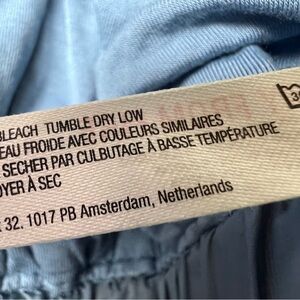 BLEACH TUMBLE DRY LOW
EAU FROIDE AVEC COULEURS SIMILAIRES
SECHER PAR CULBUTAGE À BASSE TEMPÉRATURE
OYER À SEC
32. 1017 PB Amsterdam, Netherlands